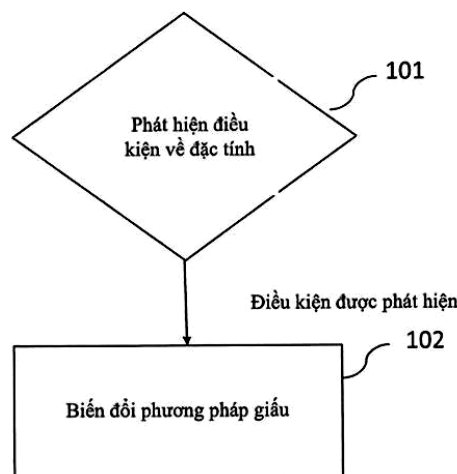 101
Phát hiện điều
kiện về đặc tính
Điều kiện được phát hiện
102
Biến đổi phương pháp giấu